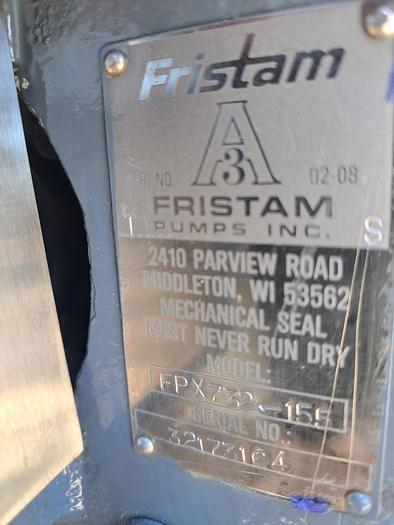 Fristam
A
3
R. NO 02-08
FRISTAM
PUMPS INC.
2410 PARVIEW ROAD
MIDDLETON, WI 53562
MECHANICAL SEAL
MUST NEVER RUN DRY
MODEL:
FPX732-155
SERIAL NO.:
32173164